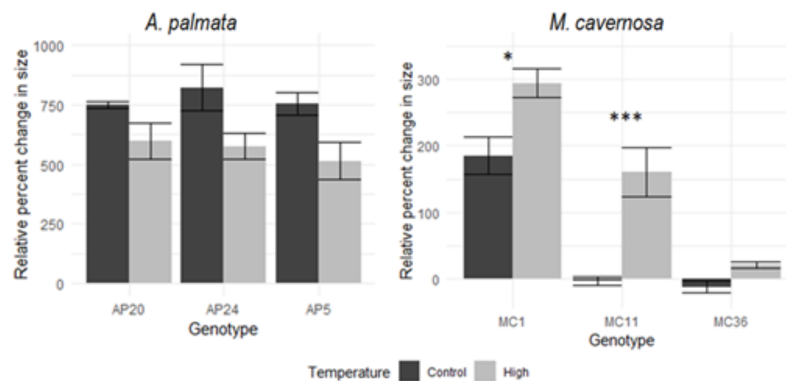 A. palmata
M. cavernosa
Relative percent change in size
1000
750
500
250
0
AP20 AP24 AP5
Genotype
Relative percent change in size
300
200
100
0
*
***
MC1 MC11 MC36
Genotype
Temperature Control High